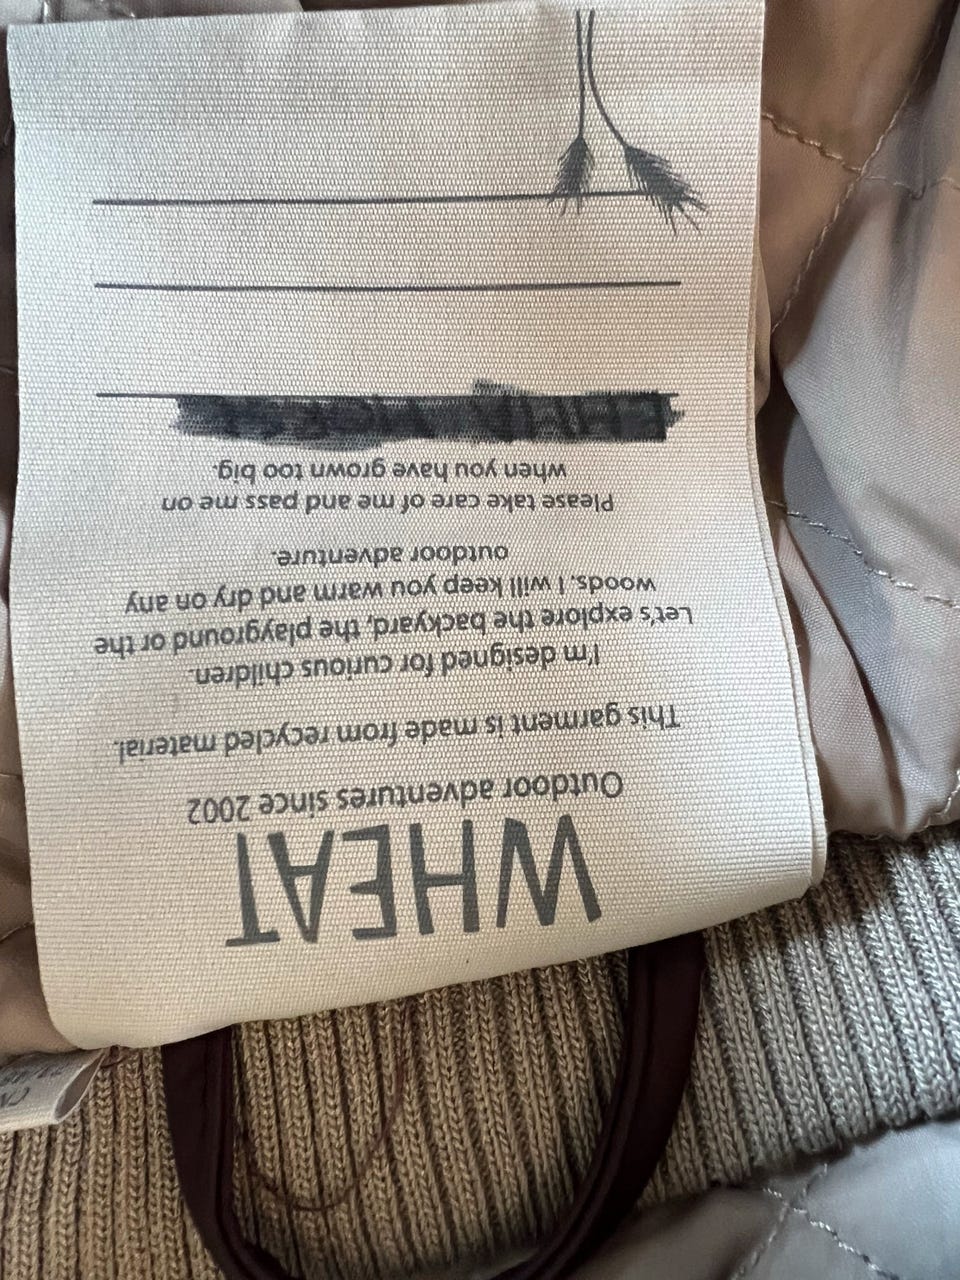 WHEAT
Outdoor adventures since 2002
This garment is made from recycled material.
I'm designed for curious children.
Let's explore the backyard, the playground or the
woods. I will keep you warm and dry on any
outdoor adventure.
Please take care of me and pass me on
when you have grown too big.